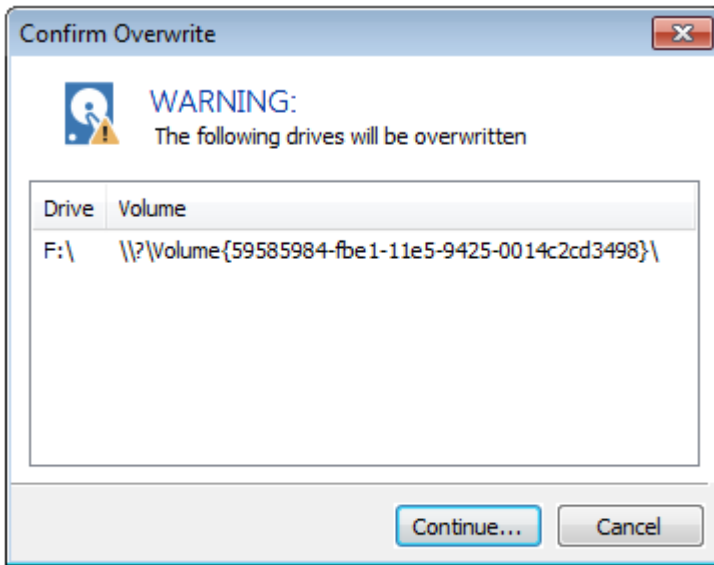 Confirm Overwrite
WARNING:
The following drives will be overwritten
Drive Volume
F:\ \\?\Volume{59585984-fbe1-11e5-9425-0014c2cd3498}\
Continue... Cancel